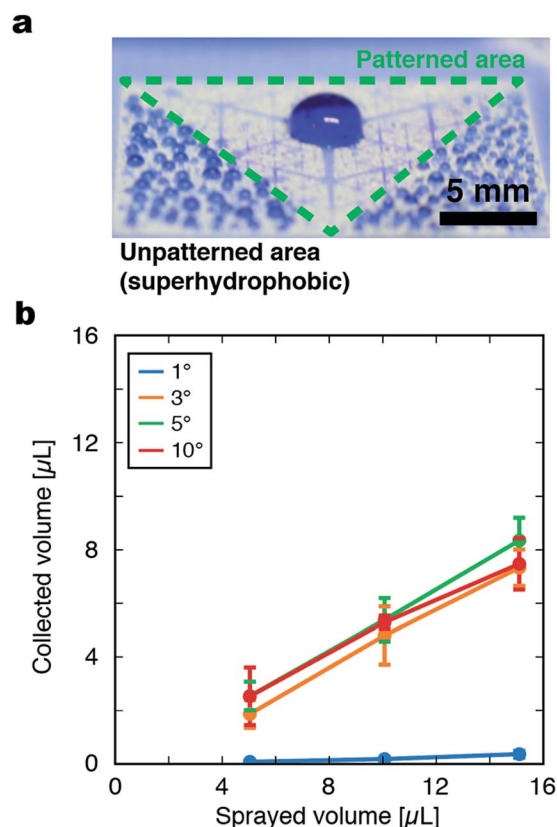 a
Patterned area
5 mm
Unpatterned area
(superhydrophobic)
b
16
12
8
4
0
1°
3°
5°
10°
Collected volume [µL]
0
4
8
12
16
Sprayed volume [µL]